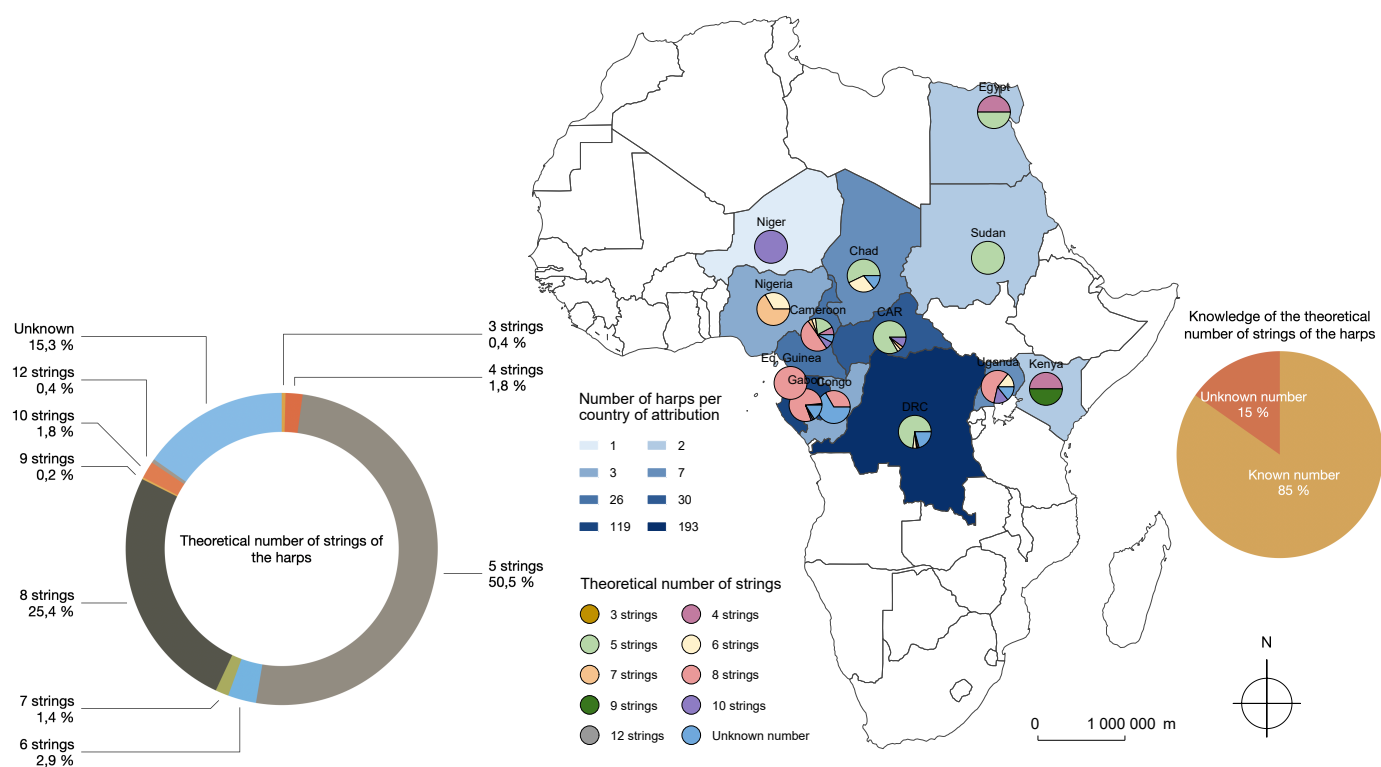 Unknown
15,3 %
12 strings
0,4 %
10 strings
1,8 %
9 strings
0,2 %
8 strings
25,4 %
7 strings
1,4 %
6 strings
2,9 %
3 strings
0,4 %
4 strings
1,8 %
5 strings
50,5 %
Theoretical number of strings of
the harps
Egypt
Niger
Sudan
Chad
Nigeria
Cameroon
CAR
Eq. Guinea
Gabon
Congo
Uganda
Kenya
DRC
Number of harps per
country of attribution
1
2
3
7
26
30
119
193
Theoretical number of strings
3 strings
4 strings
5 strings
6 strings
7 strings
8 strings
9 strings
10 strings
12 strings
Unknown number
Knowledge of the theoretical
number of strings of the harps
Unknown number
15 %
Known number
85 %
N
0 1 000 000 m